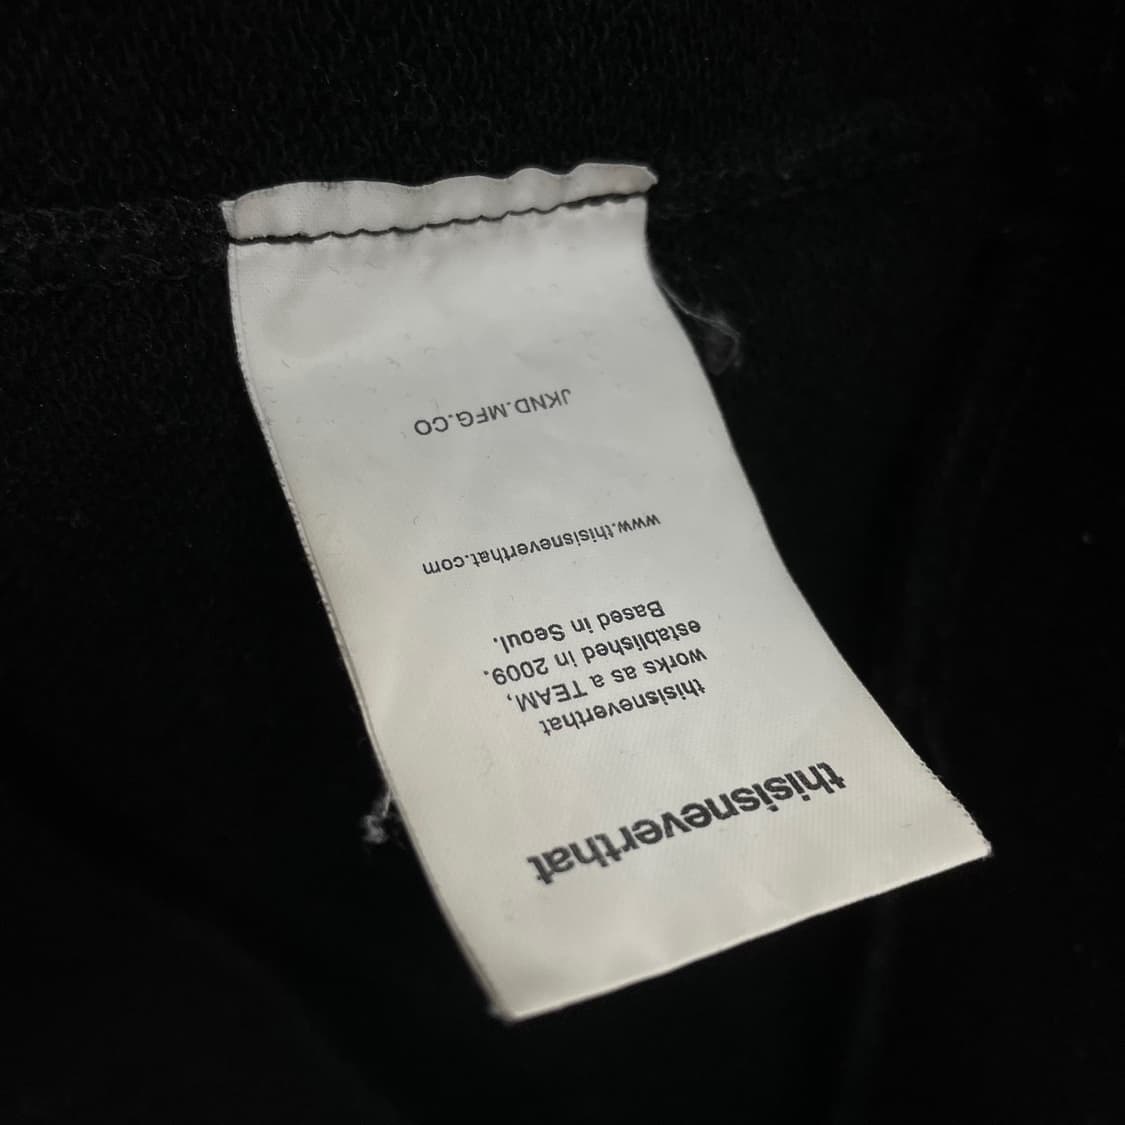 thisisneverthat
thisisneverthat
works as a TEAM,
established in 2009.
Based in Seoul.
www.thisisneverthat.com
JKND.MFG.CO